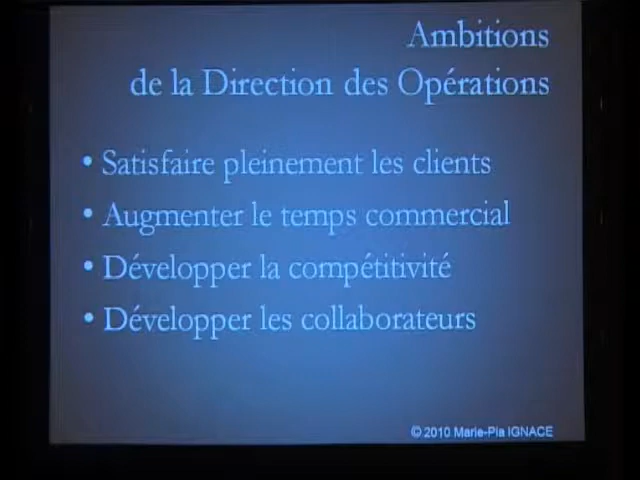 Ambitions
de la Direction des Opérations
• Satisfaire pleinement les clients
• Augmenter le temps commercial
• Développer la compétitivité
• Développer les collaborateurs
© 2010 Marie-Pia IGNACE